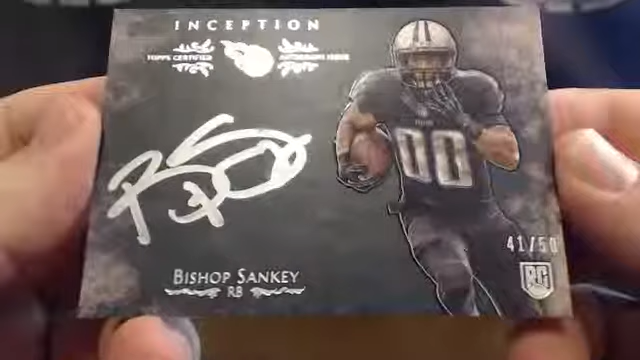 INCEPTION
TOPPS CERTIFIED AUTOGRAPH ISSUE
00
41/50
RC
BISHOP SANKEY
RB